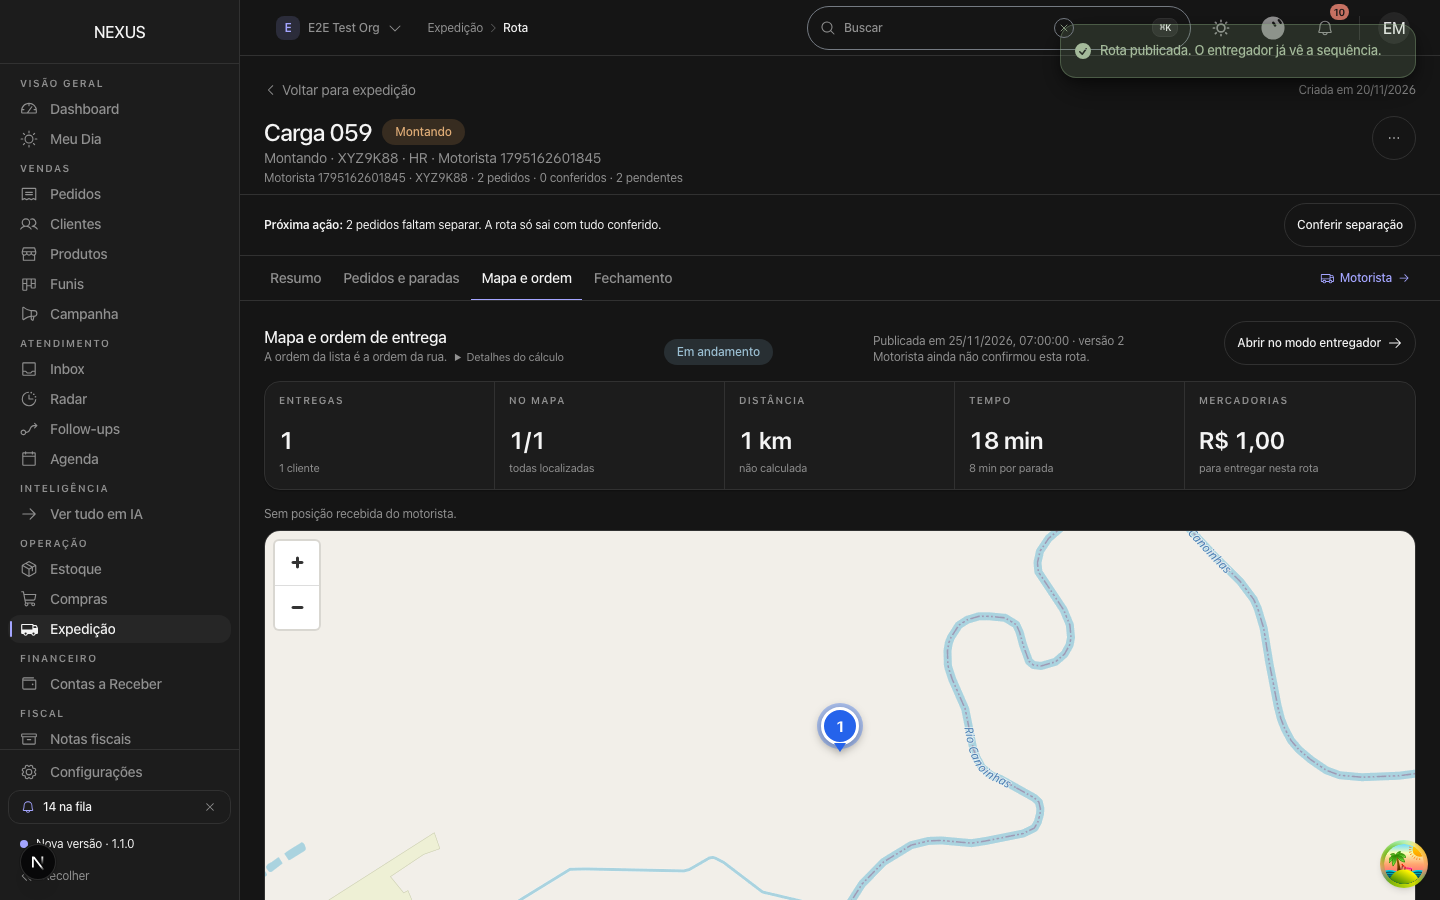 NEXUS
VISÃO GERAL
Dashboard
Meu Dia
VENDAS
Pedidos
Clientes
Produtos
Funis
Campanha
ATENDIMENTO
Inbox
Radar
Follow-ups
Agenda
INTELIGÊNCIA
Ver tudo em IA
OPERAÇÃO
Estoque
Compras
Expedição
FINANCEIRO
Contas a Receber
FISCAL
Notas fiscais
Configurações
14 na fila
Nova versão · 1.1.0
N
E E2E Test Org
Expedição > Rota
Buscar
⌘K
10
EM
Rota publicada. O entregador já vê a sequência.
Voltar para expedição
Criada em 20/11/2026
Carga 059 Montando
Montando · XYZ9K88 · HR · Motorista 1795162601845
Motorista 1795162601845 · XYZ9K88 · 2 pedidos · 0 conferidos · 2 pendentes
Próxima ação: 2 pedidos faltam separar. A rota só sai com tudo conferido.
Conferir separação
Resumo Pedidos e paradas Mapa e ordem Fechamento
Motorista →
Mapa e ordem de entrega
A ordem da lista é a ordem da rua. ▶ Detalhes do cálculo
Em andamento
Publicada em 25/11/2026, 07:00:00 · versão 2
Motorista ainda não confirmou esta rota.
Abrir no modo entregador →
ENTREGAS
1
1 cliente
NO MAPA
1/1
todas localizadas
DISTÂNCIA
1 km
não calculada
TEMPO
18 min
8 min por parada
MERCADORIAS
R$ 1,00
para entregar nesta rota
Sem posição recebida do motorista.
+
−
Canoinhas
1
Rio Canoinhas